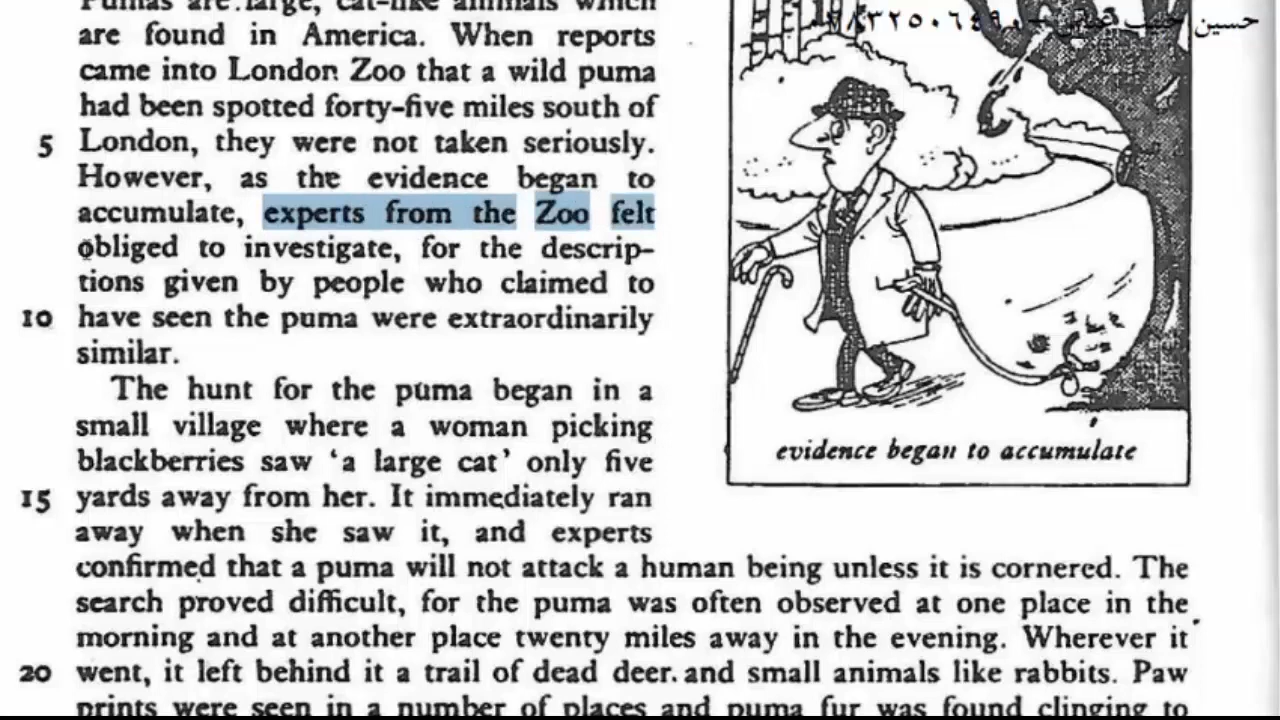 Pumas are large, cat-like animals which
are found in America. When reports
came into London Zoo that a wild puma
had been spotted forty-five miles south of
5 London, they were not taken seriously.
However, as the evidence began to
accumulate, experts from the Zoo felt
obliged to investigate, for the descrip-
tions given by people who claimed to
10 have seen the puma were extraordinarily
similar.
The hunt for the puma began in a
small village where a woman picking
blackberries saw ‘a large cat’ only five
15 yards away from her. It immediately ran
away when she saw it, and experts
confirmed that a puma will not attack a human being unless it is cornered. The
search proved difficult, for the puma was often observed at one place in the
morning and at another place twenty miles away in the evening. Wherever it
20 went, it left behind it a trail of dead deer and small animals like rabbits. Paw
prints were seen in a number of places and puma fur was found clinging to
حسين حبيب
evidence began to accumulate